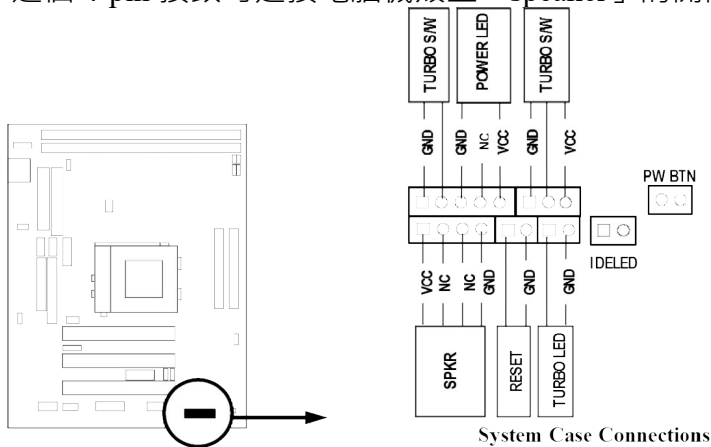 TURBO S/W
POWER LED
TURBO S/W
GND
GND
NC
VCC
GND
VCC
PW BTN
IDELED
VCC
NC
NC
GND
GND
GND
SPKR
RESET
TURBO LED
System Case Connections